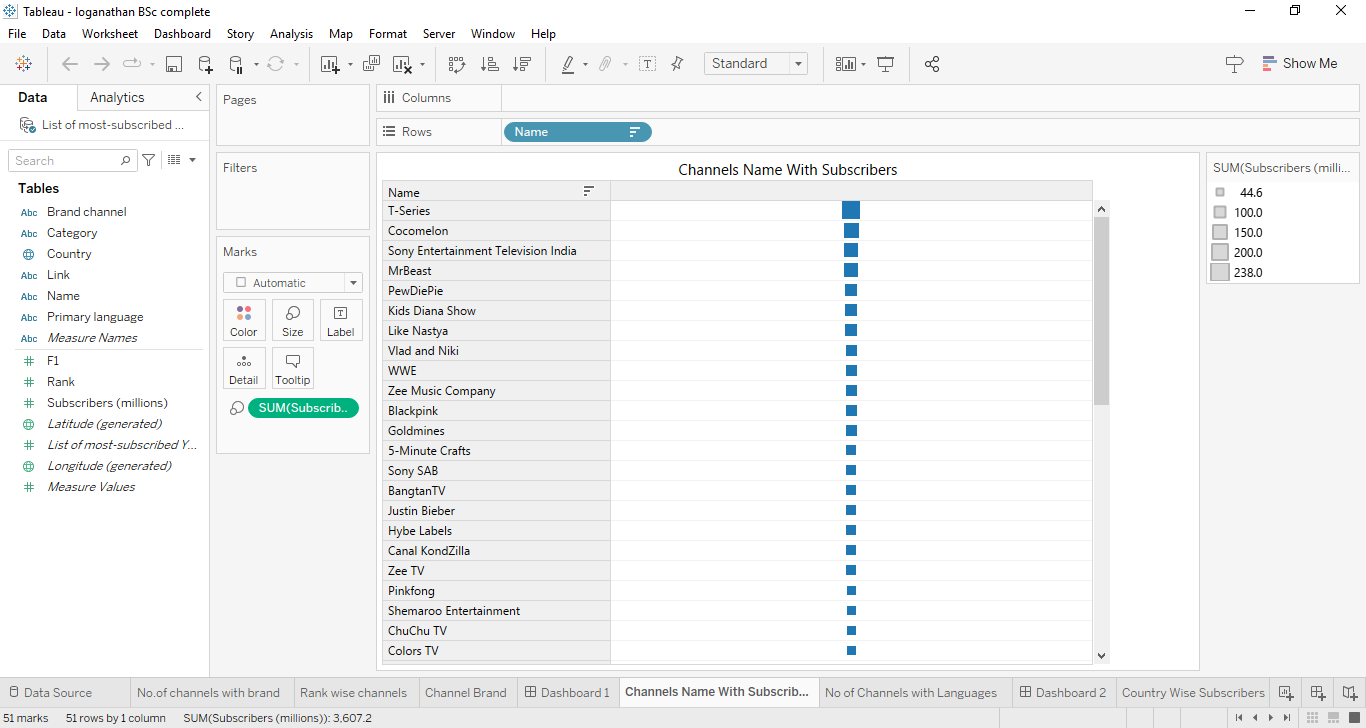 Tableau - loganathan BSc complete
File Data Worksheet Dashboard Story Analysis Map Format Server Window Help
Standard
Show Me
Data Analytics
List of most-subscribed ...
Search
Tables
Abc Brand channel
Abc Category
Country
Abc Link
Abc Name
Abc Primary language
Abc Measure Names
F1
Rank
Subscribers (millions)
Latitude (generated)
List of most-subscribed Y...
Longitude (generated)
Measure Values
Pages
Filters
Marks
Automatic
Color Size Label
Detail Tooltip
SUM(Subscrib..
Columns
Rows Name
Channels Name With Subscribers
Name
T-Series
Cocomelon
Sony Entertainment Television India
MrBeast
PewDiePie
Kids Diana Show
Like Nastya
Vlad and Niki
WWE
Zee Music Company
Blackpink
Goldmines
5-Minute Crafts
Sony SAB
BangtanTV
Justin Bieber
Hybe Labels
Canal KondZilla
Zee TV
Pinkfong
Shemaroo Entertainment
ChuChu TV
Colors TV
SUM(Subscribers (milli...
44.6
100.0
150.0
200.0
238.0
Data Source No.of channels with brand Rank wise channels Channel Brand Dashboard 1 Channels Name With Subscrib... No of Channels with Languages Dashboard 2 Country Wise Subscribers
51 marks 51 rows by 1 column SUM(Subscribers (millions)): 3,607.2